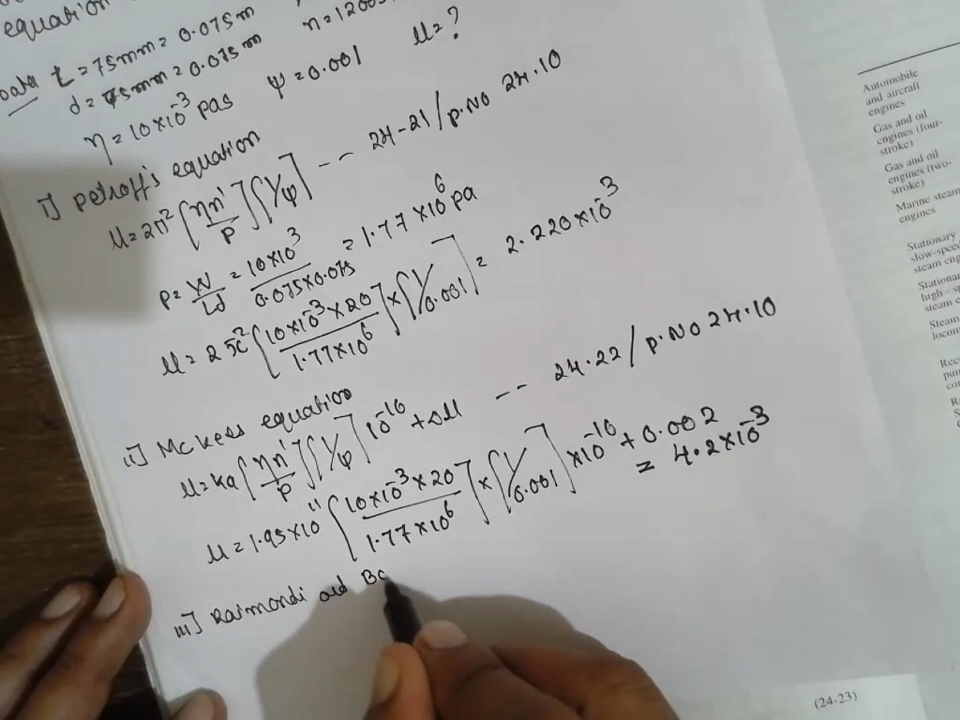 equation
Data L = 75mm = 0.075m
d = 75mm = 0.075m n = 1200
η = 10×10⁻³ pas ψ = 0.001 μ = ?
i] petroff's equation
μ = 2π² [ηn'/P] [1/ψ] --- 24-21/p.NO 24.10
P = W/Ld = 10×10³/0.075×0.075 = 1.77×10⁶ pa
μ = 2π² [10×10⁻³×20/1.77×10⁶] × [1/0.001] = 2.220×10⁻³
ii] Mckees equation
μ = ka [ηn'/P] [1/ψ] 10⁻¹⁰ + Δμ -- 24.22/p.NO 24.10
μ = 1.95×10¹¹ [10×10⁻³×20/1.77×10⁶] × [1/0.001] ×10⁻¹⁰ + 0.002
= 4.2×10⁻³
iii] Raimondi and Bo
Automobile
and aircraft
engines
Gas and oil
engines (four-
stroke)
Gas and oil
engines (two-
stroke)
Marine steam
engines
Stationary
slow-speed
steam eng
Stationar
high - s
steam
Steam
locom
(24-23)